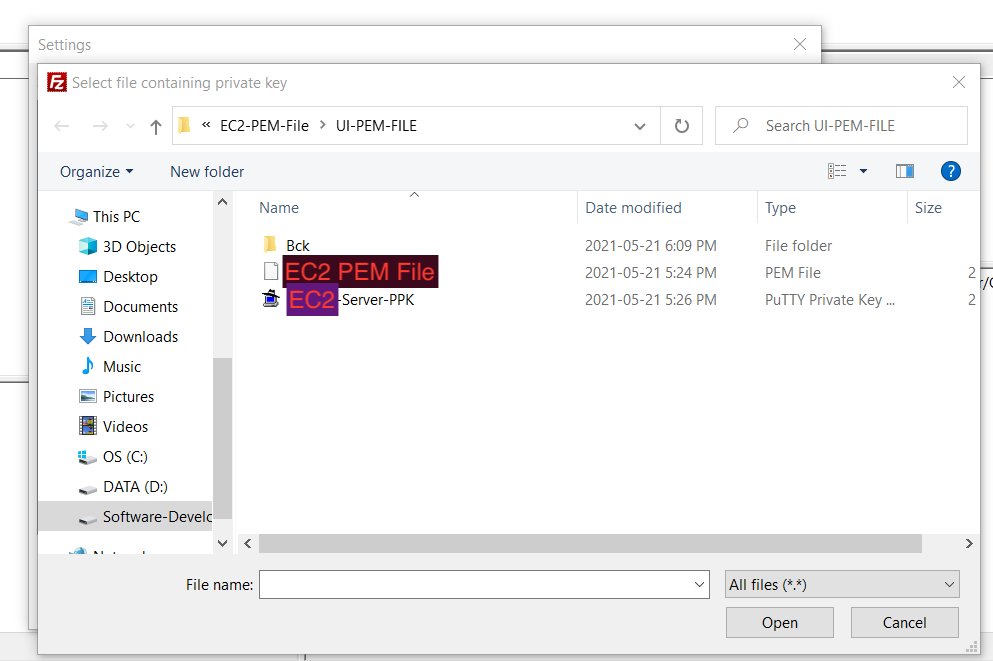 Settings
Fz Select file containing private key
« EC2-PEM-File > UI-PEM-FILE
Search UI-PEM-FILE
Organize
New folder
?
Name
Date modified
Type
Size
This PC
3D Objects
Desktop
Documents
Downloads
Music
Pictures
Videos
OS (C:)
DATA (D:)
Software-Develo
Bck 2021-05-21 6:09 PM File folder
EC2 PEM File 2021-05-21 5:24 PM PEM File 2
EC2-Server-PPK 2021-05-21 5:26 PM PuTTY Private Key ... 2
File name:
All files (*.*)
Open
Cancel